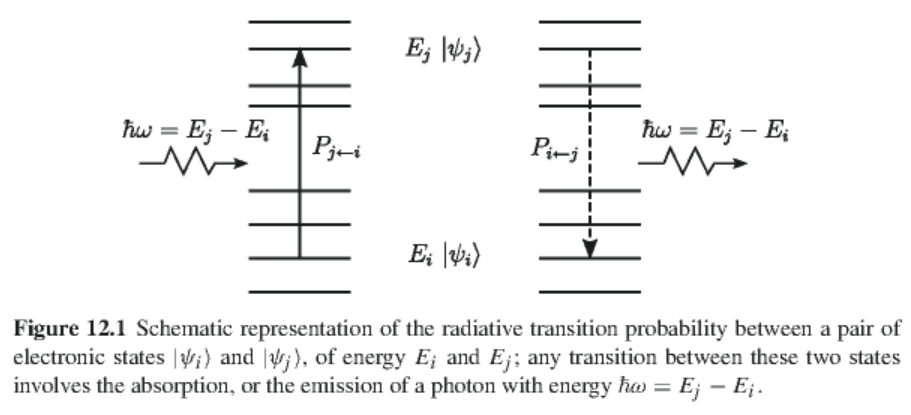 E_j |ψ_j⟩
ħω = E_j − E_i
P_{j←i}
P_{i←j}
ħω = E_j − E_i
E_i |ψ_i⟩
Figure 12.1 Schematic representation of the radiative transition probability between a pair of
electronic states |ψ_i⟩ and |ψ_j⟩, of energy E_i and E_j; any transition between these two states
involves the absorption, or the emission of a photon with energy ħω = E_j − E_i.